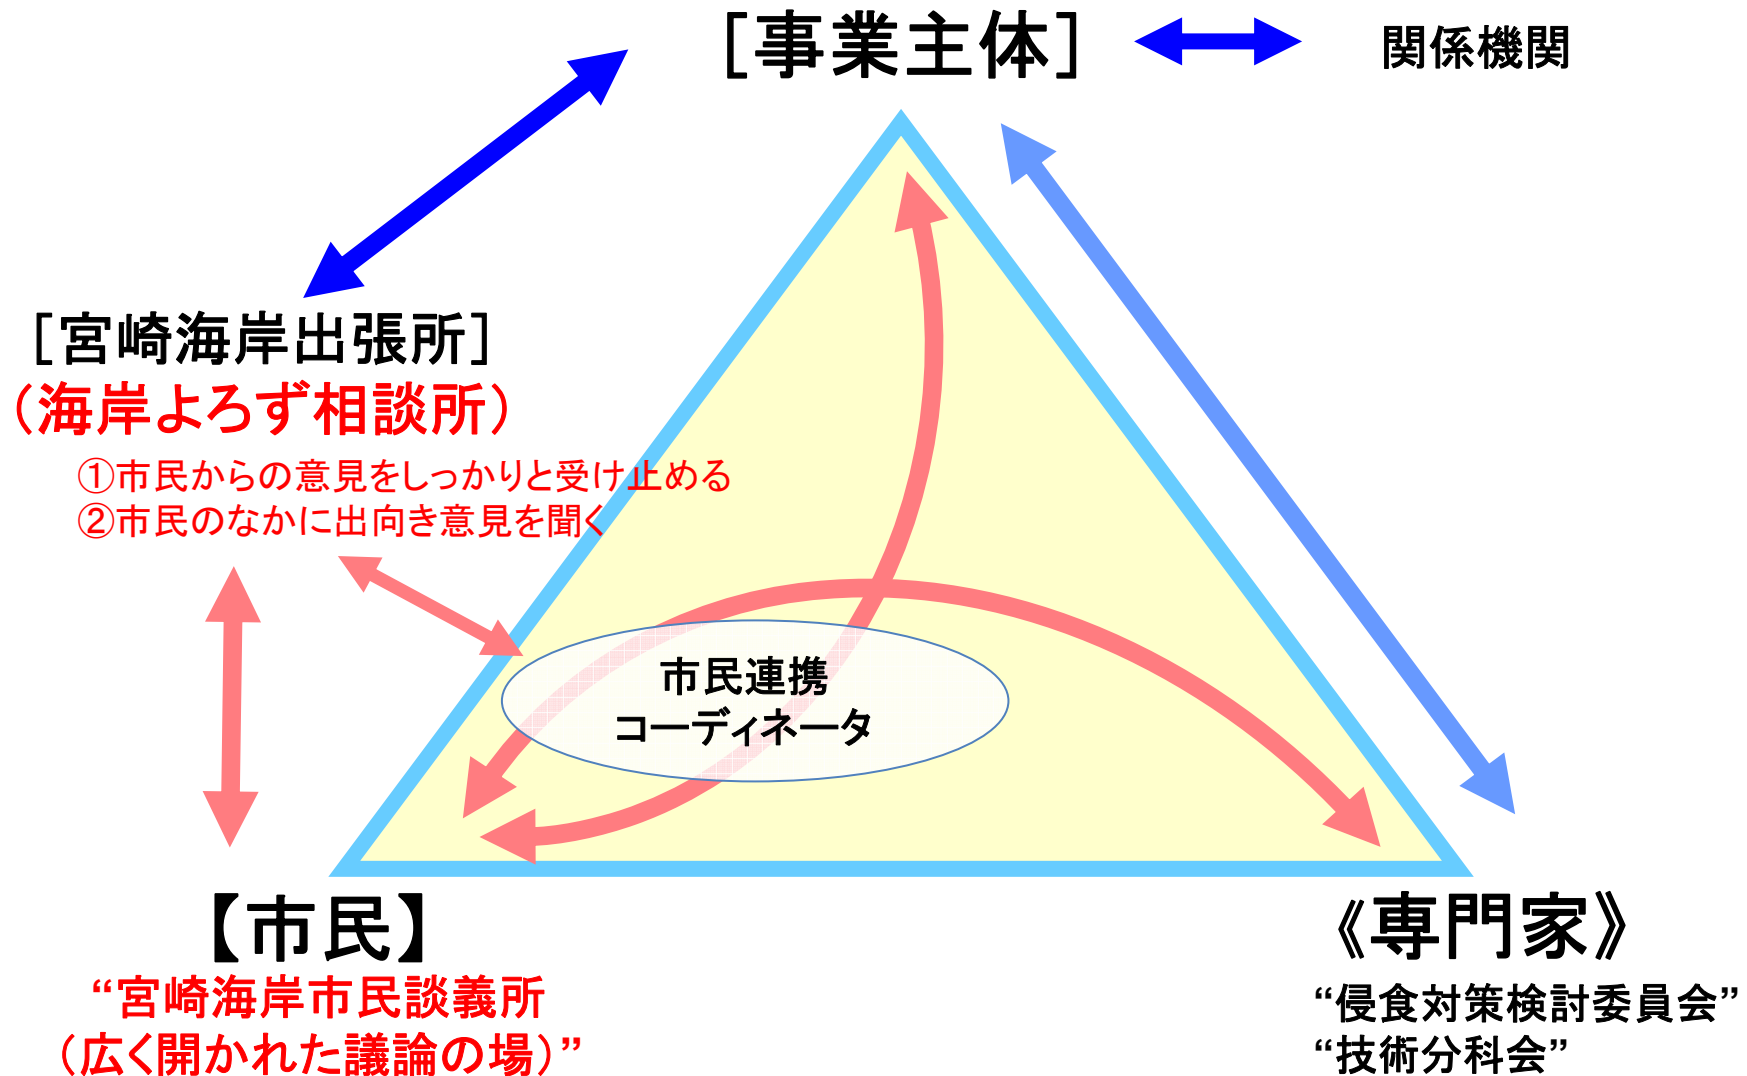 ［事業主体］
関係機関
［宮崎海岸出張所］
（海岸よろず相談所）
①市民からの意見をしっかりと受け止める
②市民のなかに出向き意見を聞く
市民連携
コーディネータ
【市民】
“宮崎海岸市民談義所
（広く開かれた議論の場）”
《専門家》
“侵食対策検討委員会”
“技術分科会”